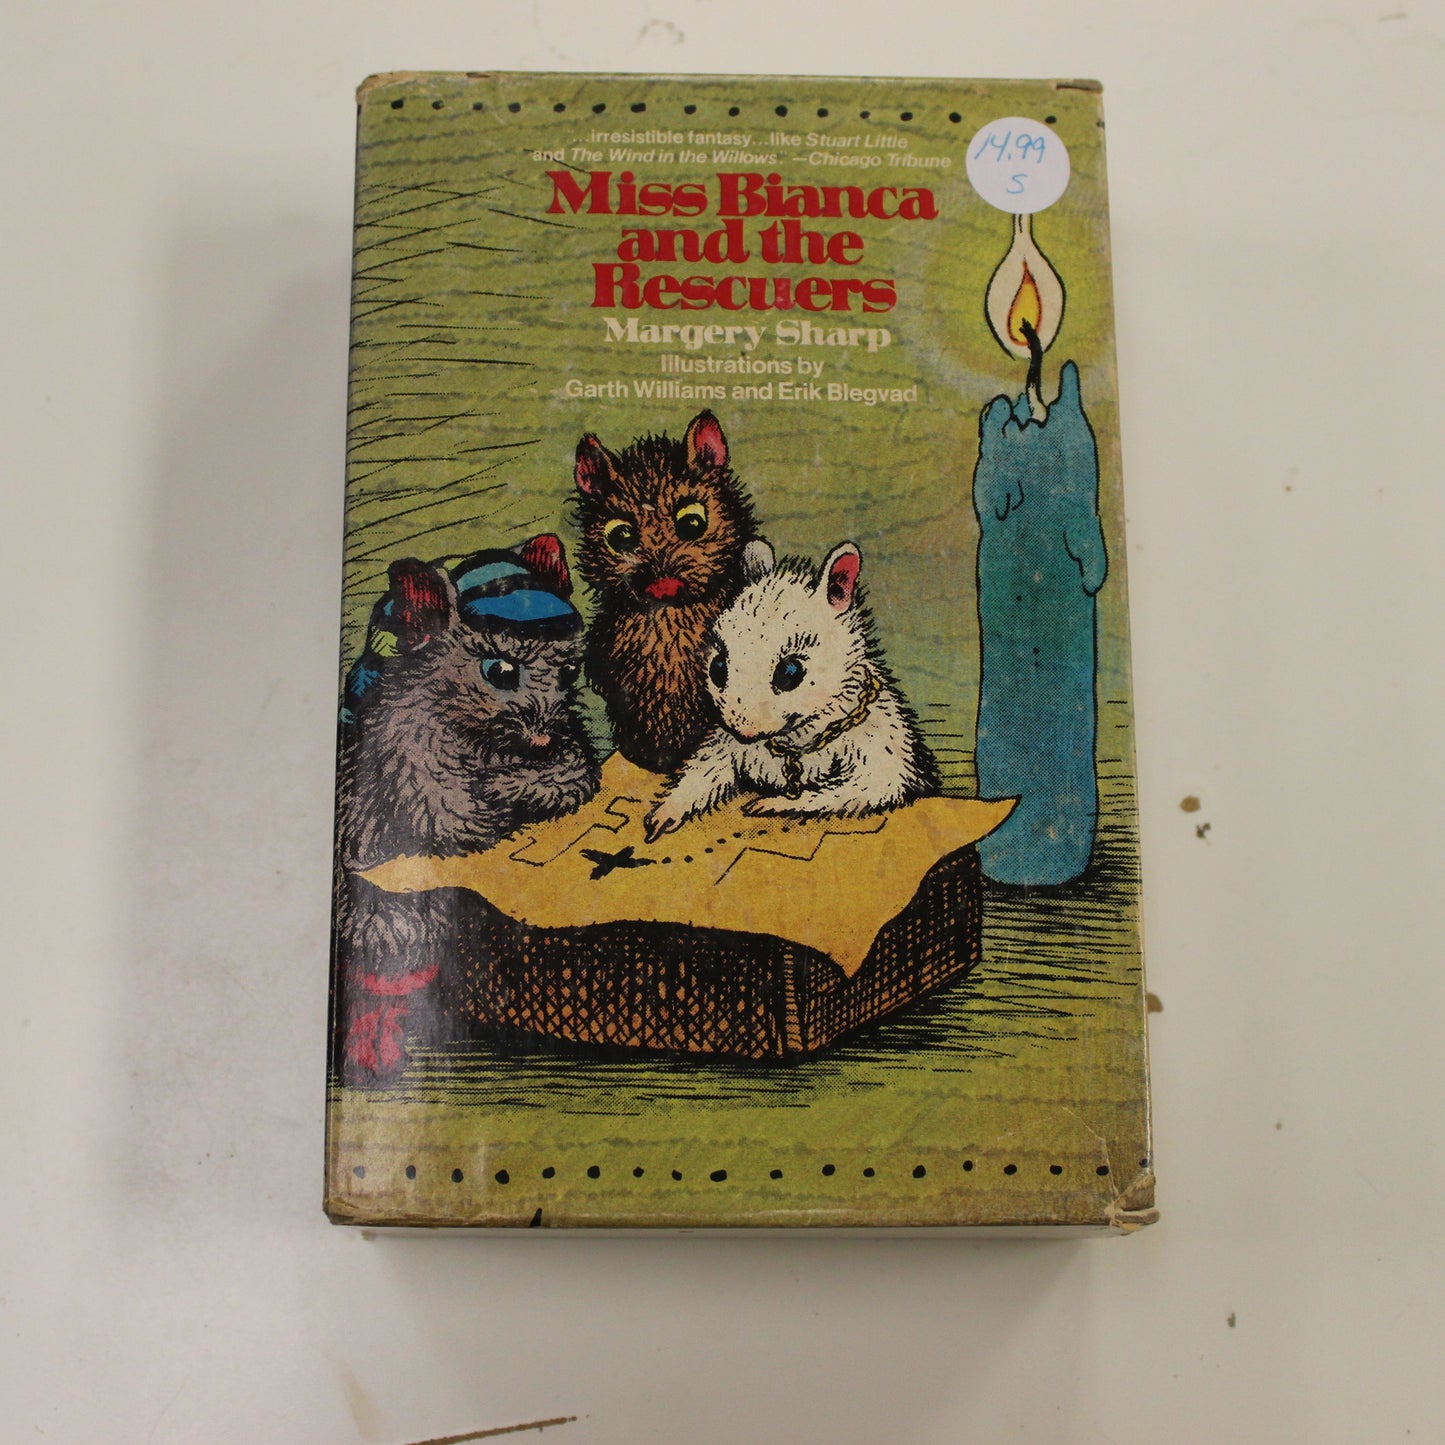 "...irresistible fantasy...like Stuart Little
and The Wind in the Willows." —Chicago Tribune
14.99
S
Miss Bianca
and the
Rescuers
Margery Sharp
Illustrations by
Garth Williams and Erik Blegvad